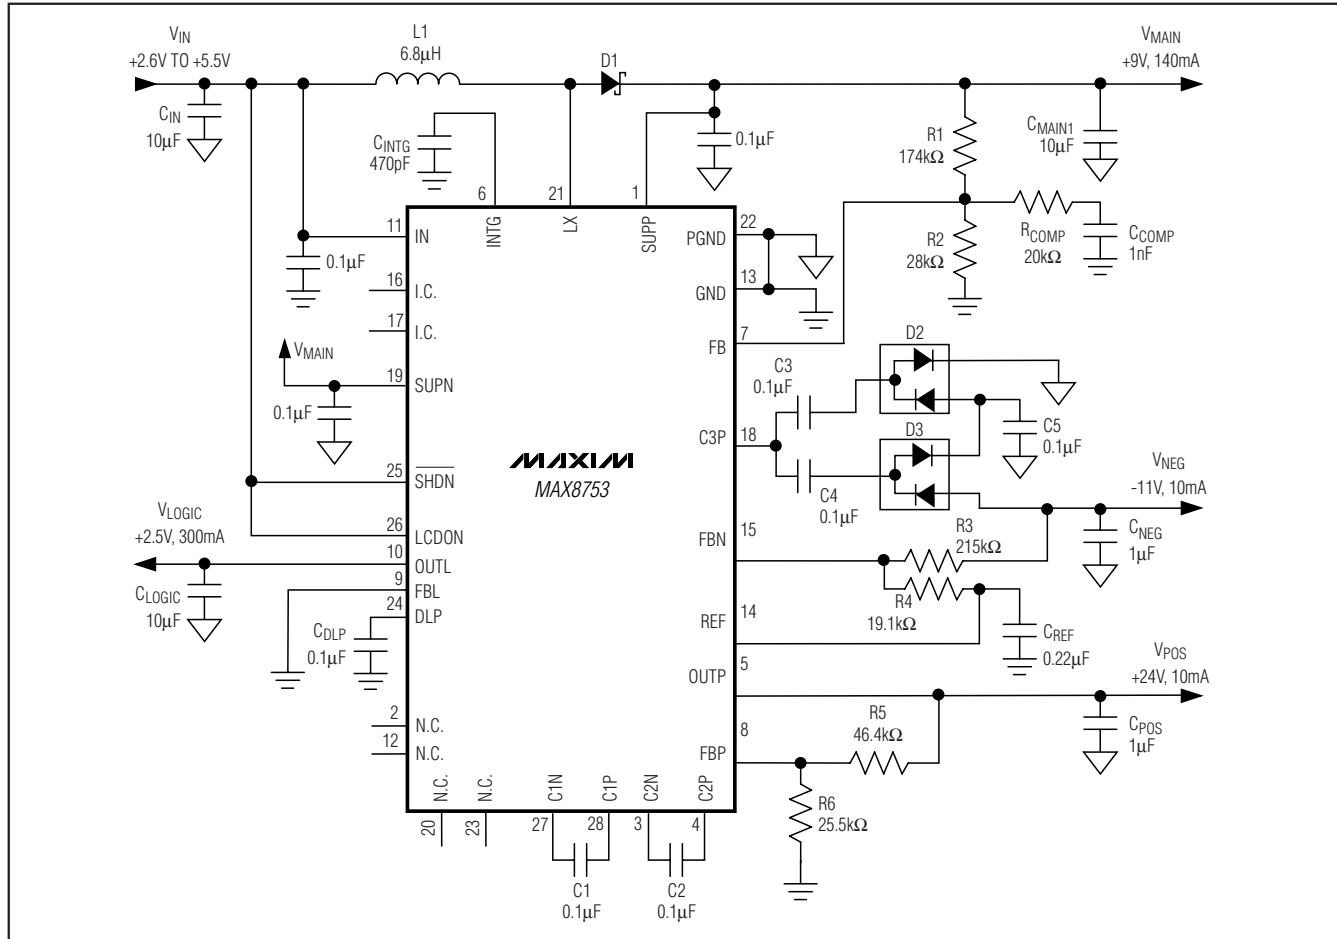 VIN
+2.6V TO +5.5V
L1
6.8µH
D1
VMAIN
+9V, 140mA
CIN
10µF
CINTG
470pF
0.1µF
R1
174kΩ
CMAIN1
10µF
6
21
1
INTG
LX
SUPP
11
IN
0.1µF
16
I.C.
17
I.C.
VMAIN
19
SUPN
0.1µF
25
SHDN
26
LCDON
VLOGIC
+2.5V, 300mA
10
OUTL
9
FBL
CLOGIC
10µF
24
DLP
CDLP
0.1µF
2
N.C.
12
N.C.
MAXIM
MAX8753
22
PGND
13
GND
7
FB
R2
28kΩ
RCOMP
20kΩ
CCOMP
1nF
D2
C3
0.1µF
C5
0.1µF
18
C3P
D3
C4
0.1µF
VNEG
-11V, 10mA
15
FBN
R3
215kΩ
CNEG
1µF
R4
19.1kΩ
14
REF
CREF
0.22µF
5
OUTP
VPOS
+24V, 10mA
8
FBP
R5
46.4kΩ
CPOS
1µF
R6
25.5kΩ
N.C.
N.C.
C1N
C1P
C2N
C2P
20
23
27
28
3
4
C1
0.1µF
C2
0.1µF